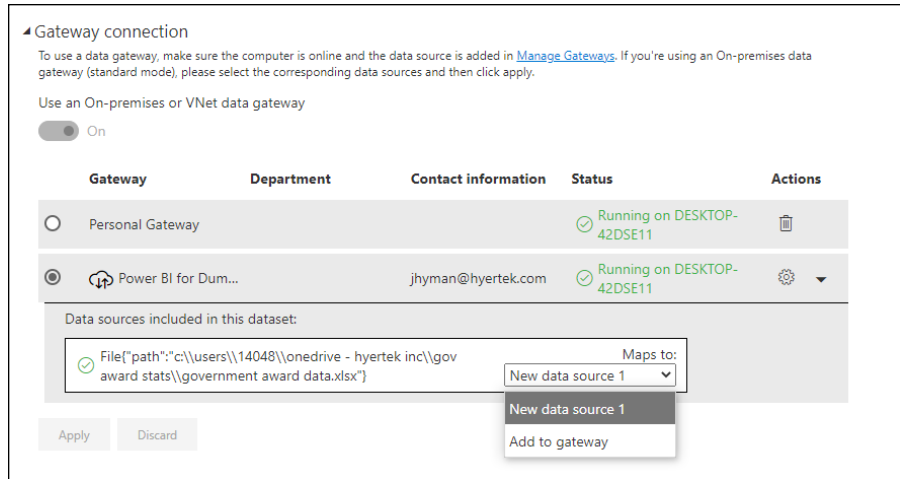 Gateway connection
To use a data gateway, make sure the computer is online and the data source is added in Manage Gateways. If you're using an On-premises data
gateway (standard mode), please select the corresponding data sources and then click apply.
Use an On-premises or VNet data gateway
On
Gateway Department Contact information Status Actions
Personal Gateway Running on DESKTOP-
42DSE11
Power BI for Dum... jhyman@hyertek.com Running on DESKTOP-
42DSE11
Data sources included in this dataset:
File{"path":"c:\\users\\14048\\onedrive - hyertek inc\\gov
award stats\\government award data.xlsx"}
Maps to:
New data source 1
New data source 1
Add to gateway
Apply Discard